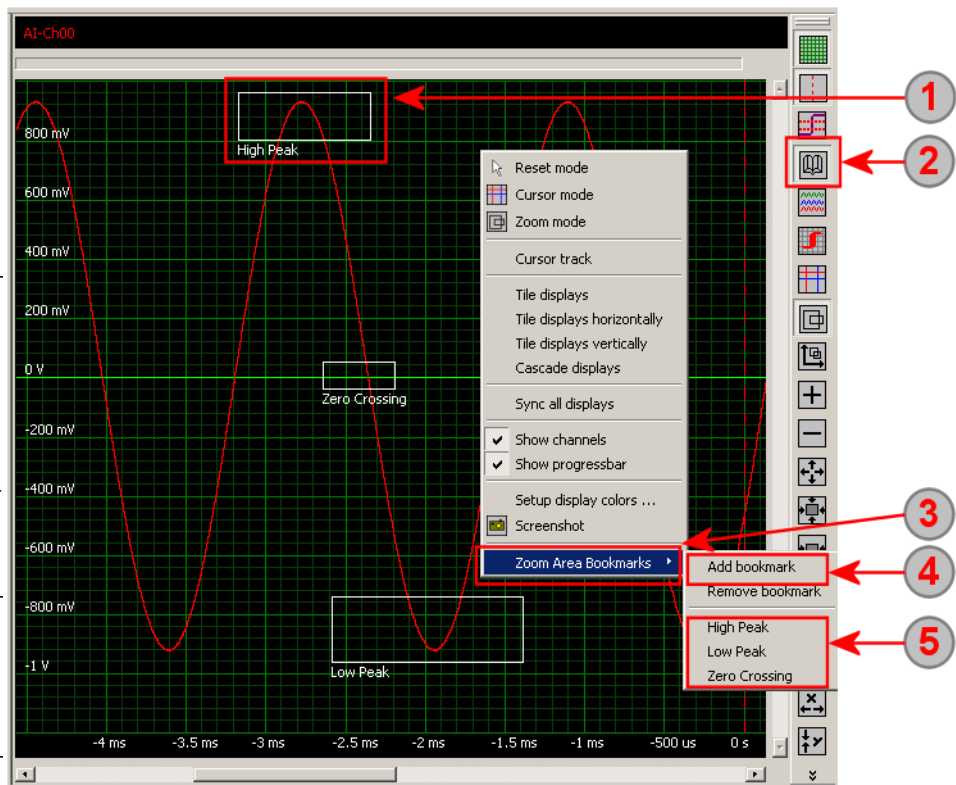 AI-Ch00
800 mV
600 mV
400 mV
200 mV
0 V
-200 mV
-400 mV
-600 mV
-800 mV
-1 V
High Peak
Zero Crossing
Low Peak
-4 ms -3.5 ms -3 ms -2.5 ms -2 ms -1.5 ms -1 ms -500 us 0 s
Reset mode
Cursor mode
Zoom mode
Cursor track
Tile displays
Tile displays horizontally
Tile displays vertically
Cascade displays
Sync all displays
Show channels
Show progressbar
Setup display colors ...
Screenshot
Zoom Area Bookmarks
Add bookmark
Remove bookmark
High Peak
Low Peak
Zero Crossing
1
2
3
4
5